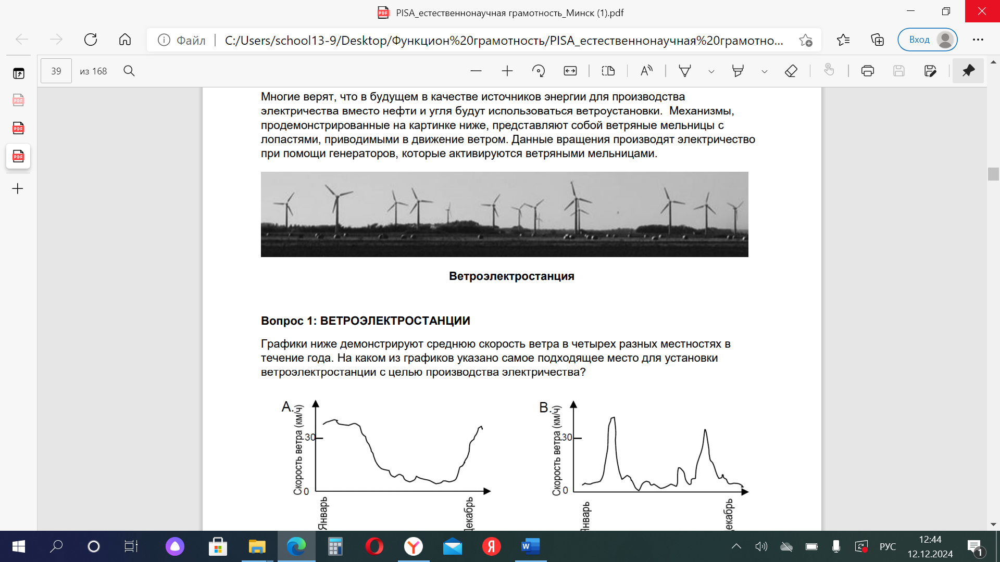 PISA_естественнонаучная грамотность_Минск (1).pdf
Файл
C:/Users/school13-9/Desktop/Функцион%20грамотность/PISA_естественнонаучная%20грамотно...
Вход
39
из 168
Многие верят, что в будущем в качестве источников энергии для производства
электричества вместо нефти и угля будут использоваться ветроустановки. Механизмы,
продемонстрированные на картинке ниже, представляют собой ветряные мельницы с
лопастями, приводимыми в движение ветром. Данные вращения производят электричество
при помощи генераторов, которые активируются ветряными мельницами.
Ветроэлектростанция
Вопрос 1: ВЕТРОЭЛЕКТРОСТАНЦИИ
Графики ниже демонстрируют среднюю скорость ветра в четырех разных местностях в
течение года. На каком из графиков указано самое подходящее место для установки
ветроэлектростанции с целью производства электричества?
A.
Скорость ветра (км/ч)
30
0
Январь
Декабрь
B.
Скорость ветра (км/ч)
30
0
Январь
Декабрь
РУС
12:44
12.12.2024
1